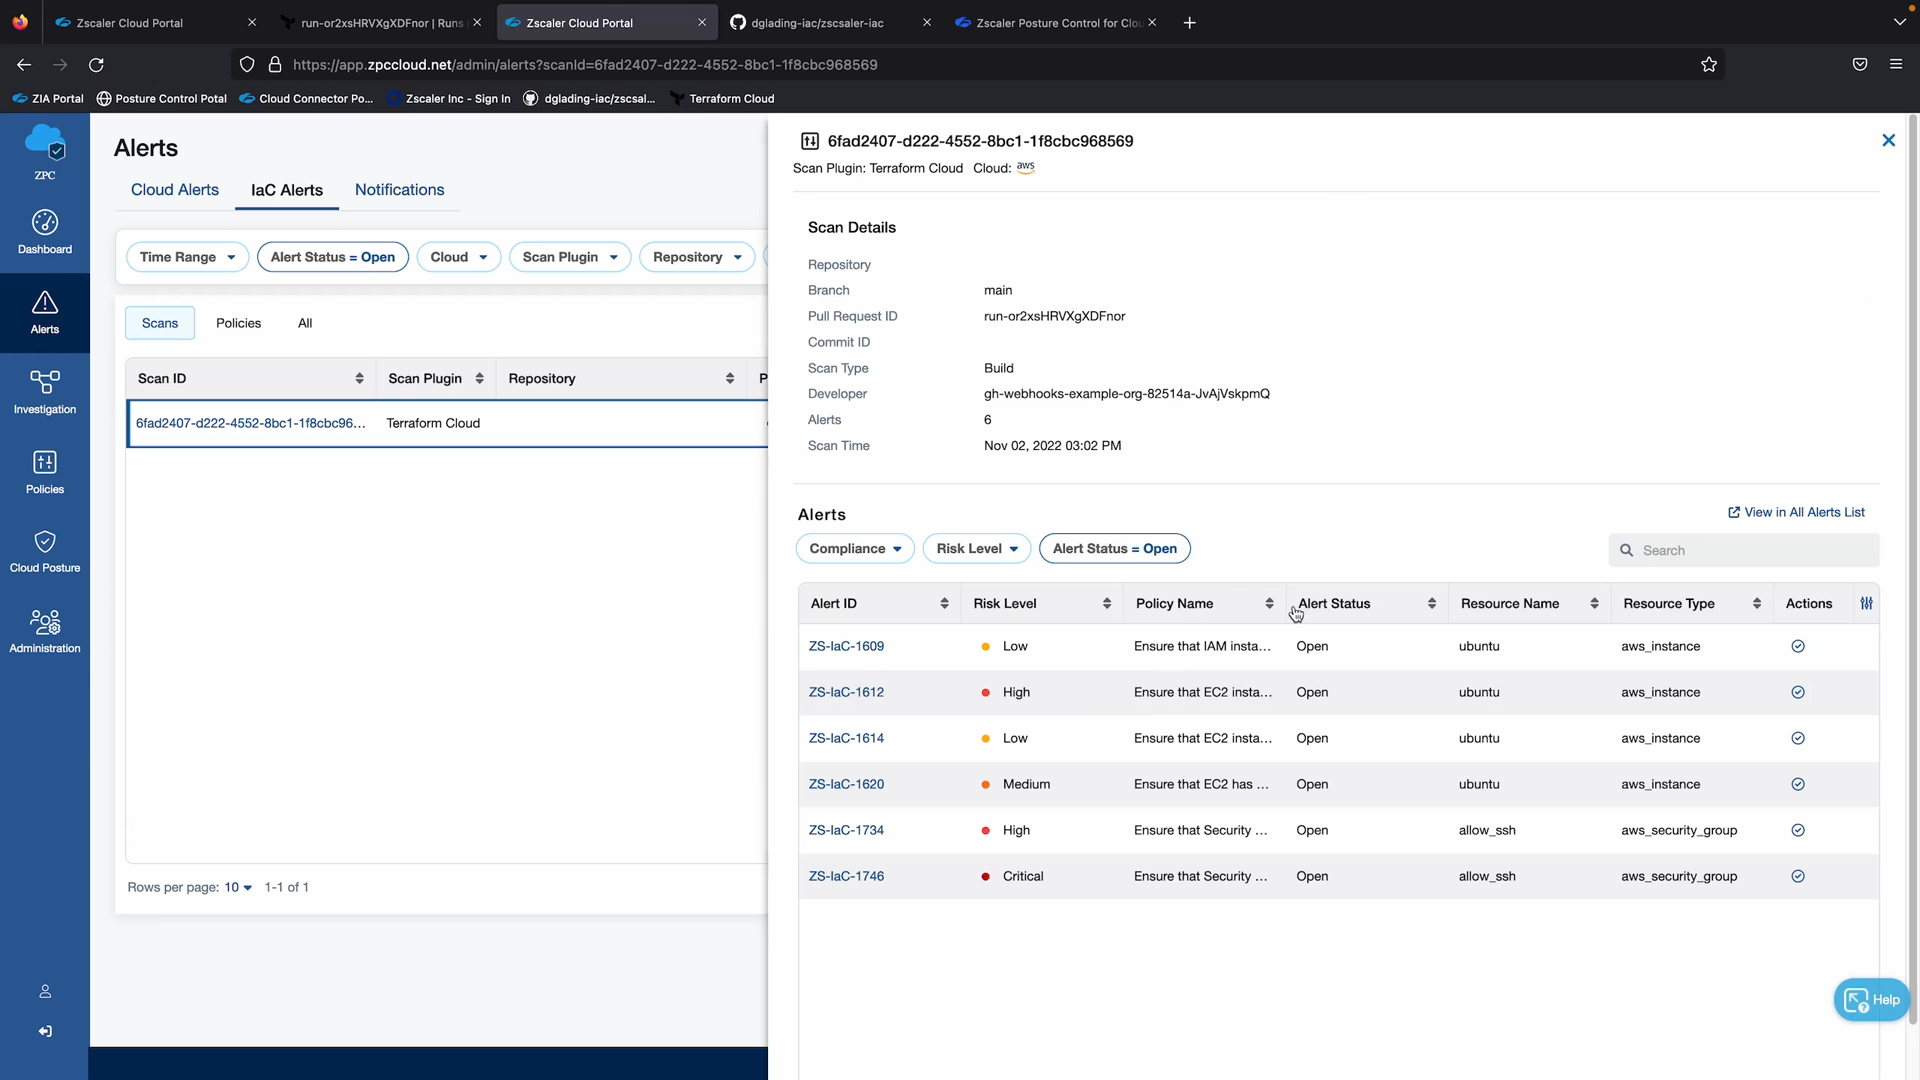 Zscaler Cloud Portal
run-or2xsHRVXgXDFnor | Runs
Zscaler Cloud Portal
dglading-iac/zscsaler-iac
Zscaler Posture Control for Clou
https://app.zpccloud.net/admin/alerts?scanId=6fad2407-d222-4552-8bc1-1f8cbc968569
ZIA Portal
Posture Control Potal
Cloud Connector Po...
Zscaler Inc - Sign In
dglading-iac/zscsal...
Terraform Cloud
ZPC
Dashboard
Alerts
Investigation
Policies
Cloud Posture
Administration
Alerts
Cloud Alerts
IaC Alerts
Notifications
Time Range
Alert Status = Open
Cloud
Scan Plugin
Repository
Scans
Policies
All
Scan ID
Scan Plugin
Repository
P
6fad2407-d222-4552-8bc1-1f8cbc96...
Terraform Cloud
Rows per page: 10 1-1 of 1
6fad2407-d222-4552-8bc1-1f8cbc968569
Scan Plugin: Terraform Cloud Cloud: aws
Scan Details
Repository
Branch main
Pull Request ID run-or2xsHRVXgXDFnor
Commit ID
Scan Type Build
Developer gh-webhooks-example-org-82514a-JvAjVskpmQ
Alerts 6
Scan Time Nov 02, 2022 03:02 PM
Alerts
View in All Alerts List
Compliance
Risk Level
Alert Status = Open
Search
Alert ID Risk Level Policy Name Alert Status Resource Name Resource Type Actions
ZS-IaC-1609 Low Ensure that IAM insta... Open ubuntu aws_instance
ZS-IaC-1612 High Ensure that EC2 insta... Open ubuntu aws_instance
ZS-IaC-1614 Low Ensure that EC2 insta... Open ubuntu aws_instance
ZS-IaC-1620 Medium Ensure that EC2 has ... Open ubuntu aws_instance
ZS-IaC-1734 High Ensure that Security ... Open allow_ssh aws_security_group
ZS-IaC-1746 Critical Ensure that Security ... Open allow_ssh aws_security_group
Help